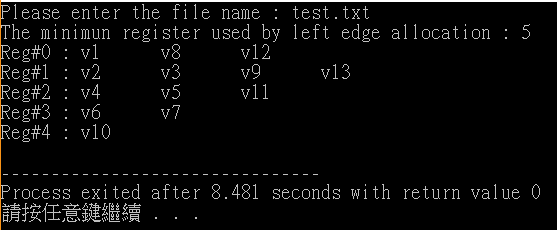 Please enter the file name : test.txt
The minimun register used by left edge allocation : 5
Reg#0 : v1 v8 v12
Reg#1 : v2 v3 v9 v13
Reg#2 : v4 v5 v11
Reg#3 : v6 v7
Reg#4 : v10
--------------------------------
Process exited after 8.481 seconds with return value 0
請按任意鍵繼續 . . .